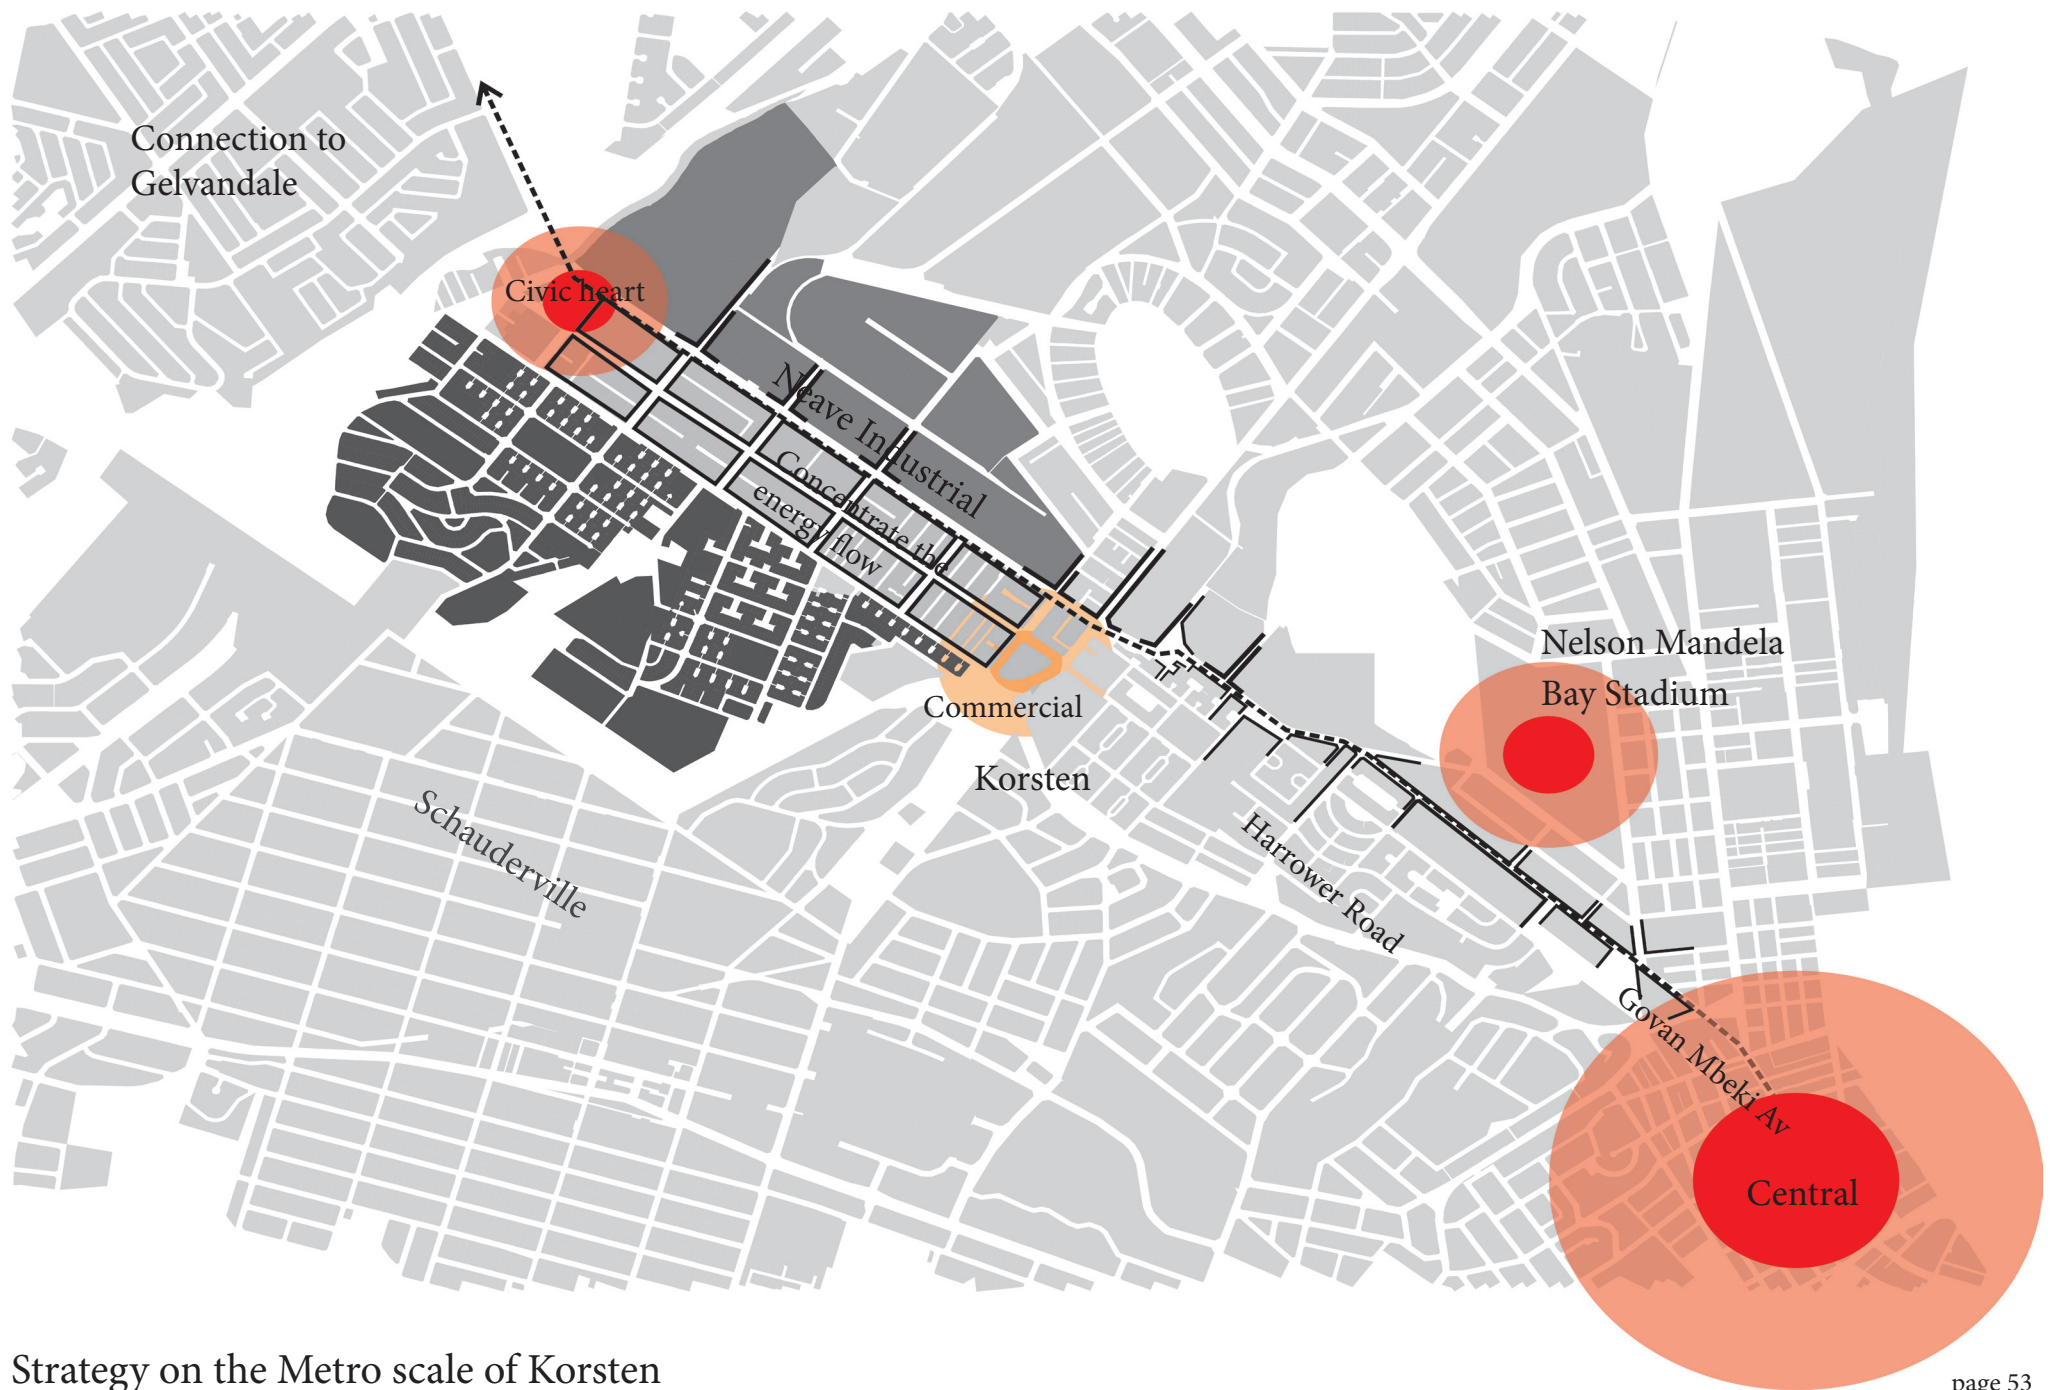 Connection to
Gelvandale
Civic heart
Neave Industrial
Concentrate the
energy flow
Nelson Mandela
Bay Stadium
Commercial
Korsten
Schauderville
Harrower Road
Govan Mbeki Av
Central
Strategy on the Metro scale of Korsten
page 53